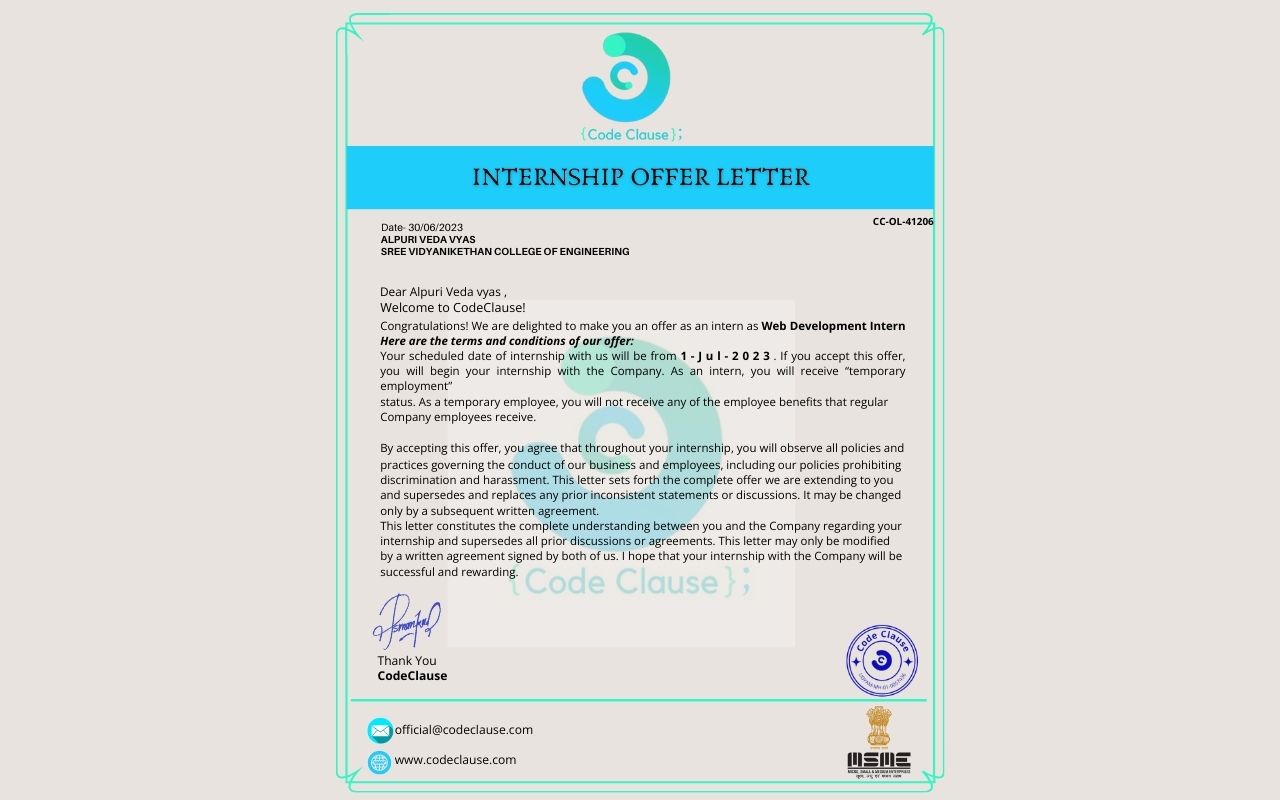 {Code Clause};
INTERNSHIP OFFER LETTER
CC-OL-41206
Date- 30/06/2023
ALPURI VEDA VYAS
SREE VIDYANIKETHAN COLLEGE OF ENGINEERING
Dear Alpuri Veda vyas ,
Welcome to CodeClause!
Congratulations! We are delighted to make you an offer as an intern as Web Development Intern
Here are the terms and conditions of our offer:
Your scheduled date of internship with us will be from 1 - J u l - 2 0 2 3 . If you accept this offer,
you will begin your internship with the Company. As an intern, you will receive “temporary
employment”
status. As a temporary employee, you will not receive any of the employee benefits that regular
Company employees receive.
By accepting this offer, you agree that throughout your internship, you will observe all policies and
practices governing the conduct of our business and employees, including our policies prohibiting
discrimination and harassment. This letter sets forth the complete offer we are extending to you
and supersedes and replaces any prior inconsistent statements or discussions. It may be changed
only by a subsequent written agreement.
This letter constitutes the complete understanding between you and the Company regarding your
internship and supersedes all prior discussions or agreements. This letter may only be modified
by a written agreement signed by both of us. I hope that your internship with the Company will be
successful and rewarding.
{Code Clause};
Thank You
CodeClause
Code Clause
official@codeclause.com
www.codeclause.com
MSME
MICRO, SMALL & MEDIUM ENTERPRISES